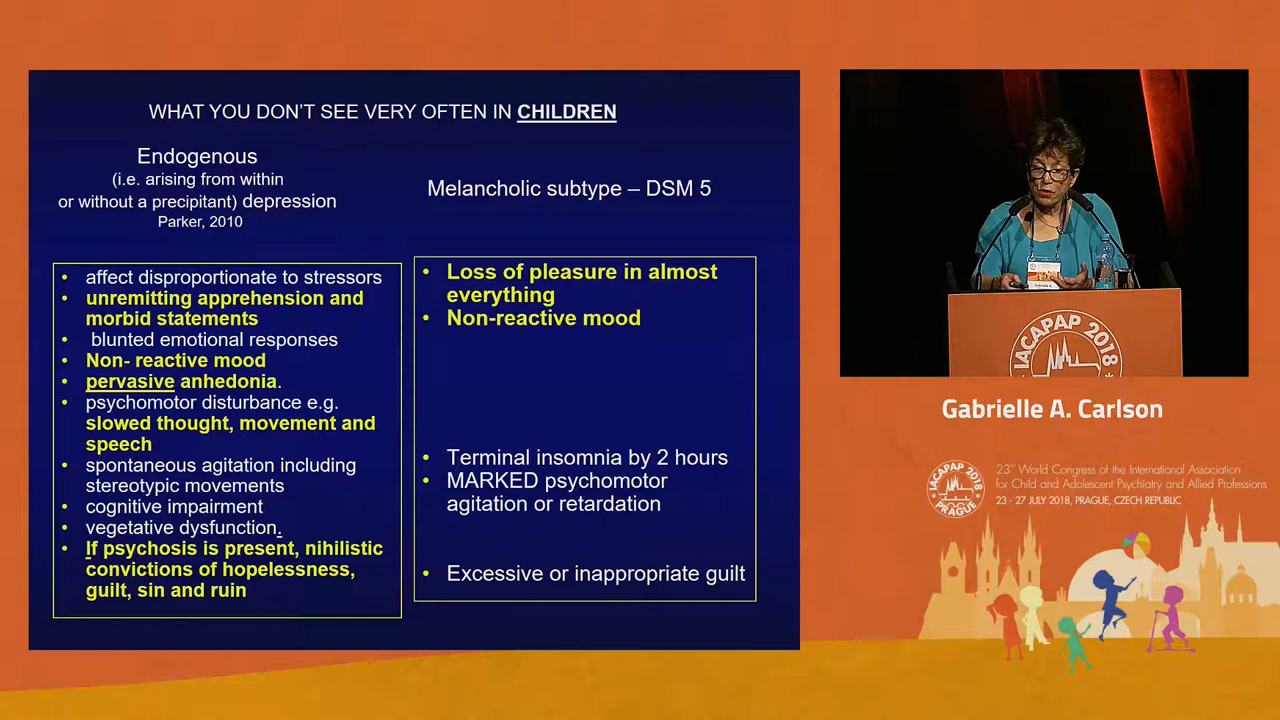 WHAT YOU DON'T SEE VERY OFTEN IN CHILDREN
Endogenous
(i.e. arising from within
or without a precipitant) depression
Parker, 2010
• affect disproportionate to stressors
• unremitting apprehension and
morbid statements
• blunted emotional responses
• Non- reactive mood
• pervasive anhedonia.
• psychomotor disturbance e.g.
slowed thought, movement and
speech
• spontaneous agitation including
stereotypic movements
• cognitive impairment
• vegetative dysfunction.
• If psychosis is present, nihilistic
convictions of hopelessness,
guilt, sin and ruin
Melancholic subtype – DSM 5
• Loss of pleasure in almost
everything
• Non-reactive mood
• Terminal insomnia by 2 hours
• MARKED psychomotor
agitation or retardation
• Excessive or inappropriate guilt
IACAPAP 2018
Gabrielle A. Carlson
IACAPAP 2018
PRAGUE
23rd World Congress of the International Association
for Child and Adolescent Psychiatry and Allied Professions
23 - 27 JULY 2018, PRAGUE, CZECH REPUBLIC